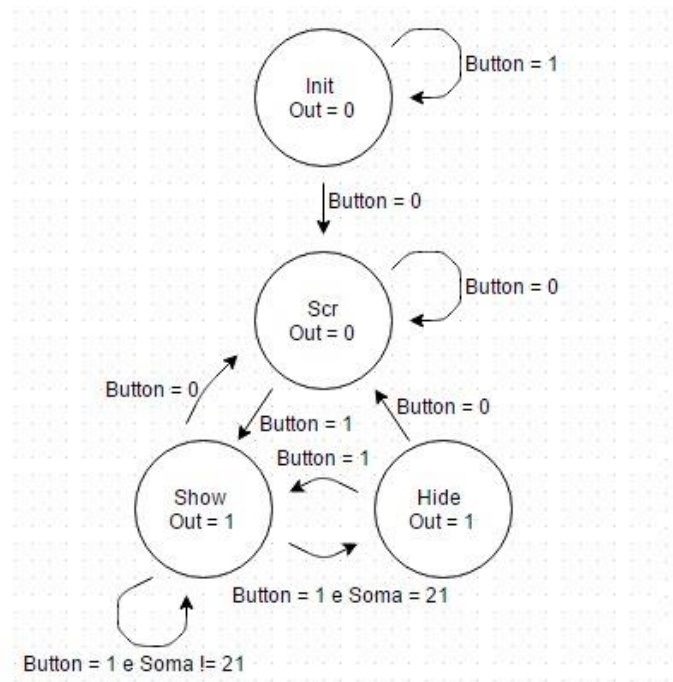 Init
Out = 0
Button = 1
Button = 0
Scr
Out = 0
Button = 0
Button = 0
Button = 0
Button = 1
Button = 1
Show
Out = 1
Hide
Out = 1
Button = 1 e Soma = 21
Button = 1 e Soma != 21